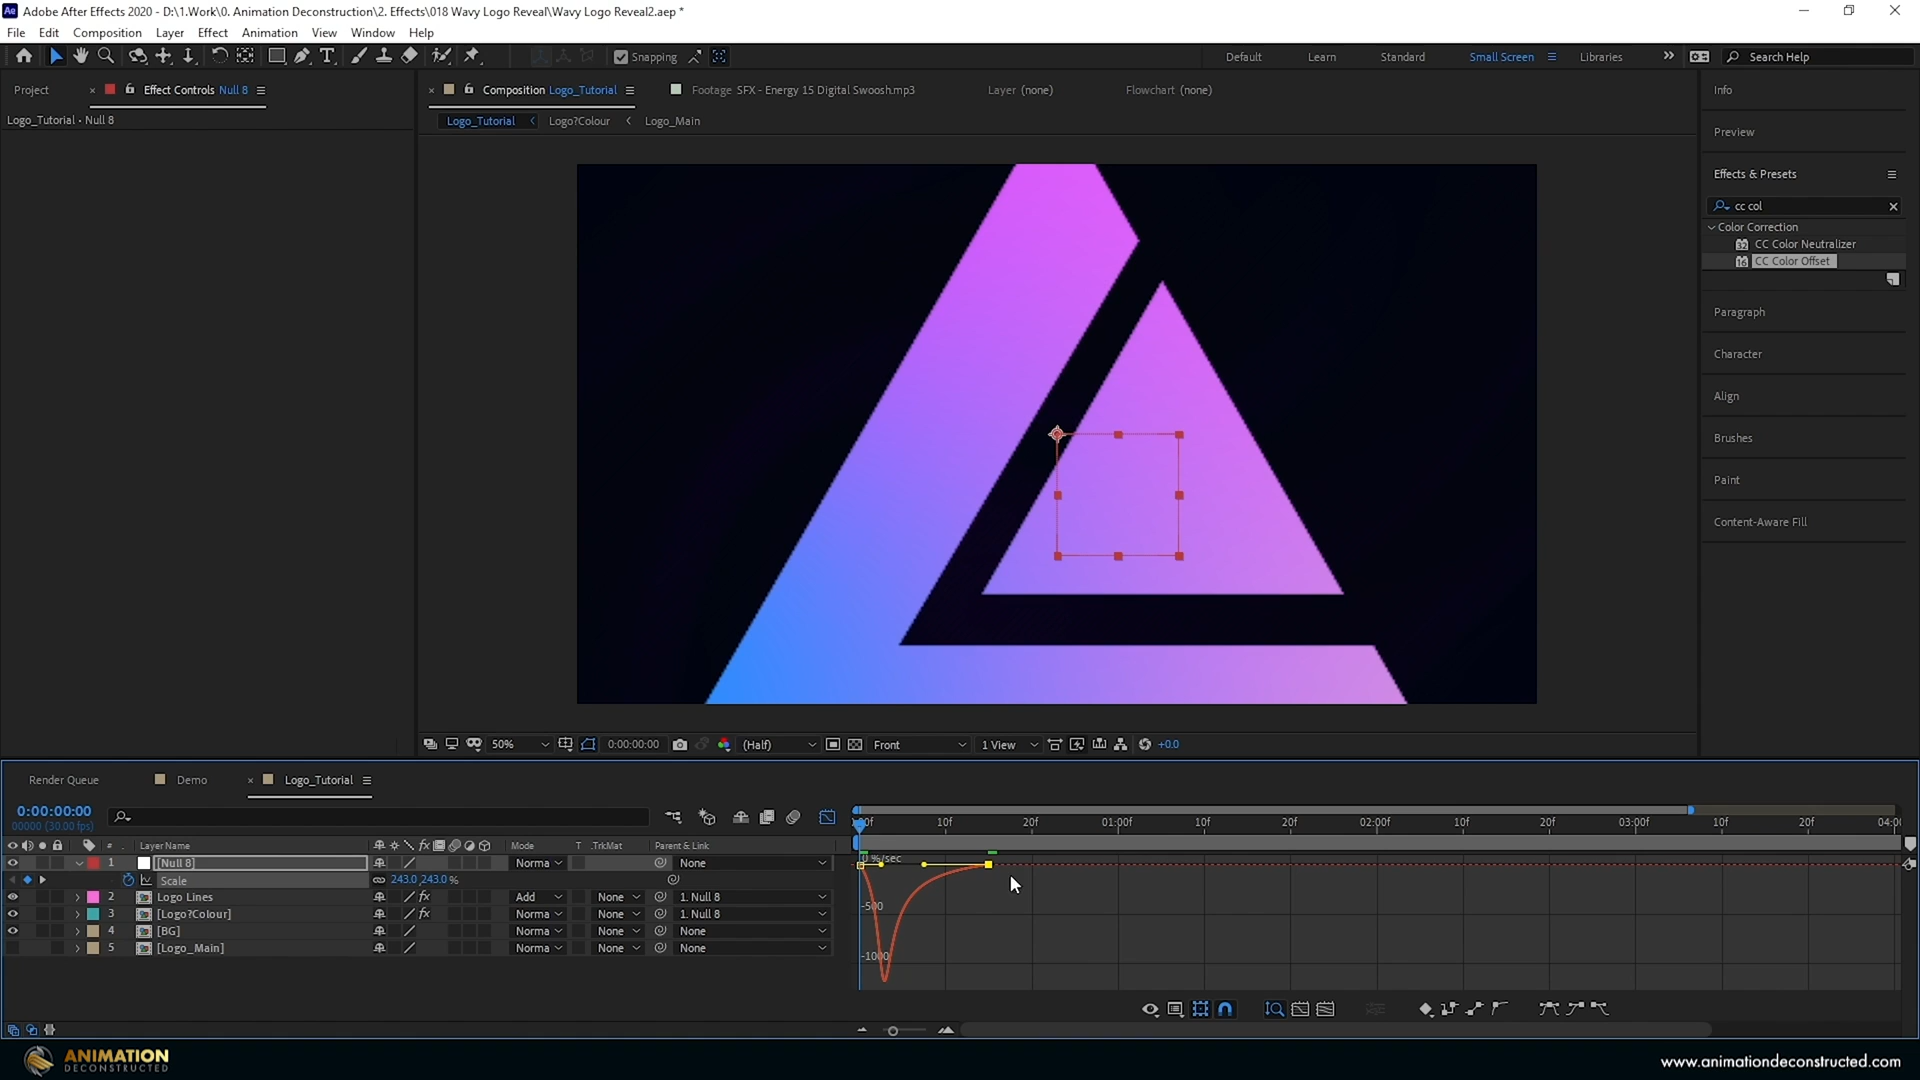 Adobe After Effects 2020 - D:\1.Work\0. Animation Deconstruction\2. Effects\018 Wavy Logo Reveal\Wavy Logo Reveal2.aep *
File Edit Composition Layer Effect Animation View Window Help
Snapping Default Learn Standard Small Screen Libraries Search Help
Project Effect Controls Null 8 Composition Logo_Tutorial Footage SFX - Energy 15 Digital Swoosh.mp3 Layer (none) Flowchart (none) Info
Logo_Tutorial • Null 8 Logo_Tutorial Logo?Colour Logo_Main
Preview
Effects & Presets
cc col
Color Correction
CC Color Neutralizer
CC Color Offset
Paragraph
Character
Align
Brushes
Paint
Content-Aware Fill
50% 0:00:00:00 (Half) Front 1 View +0.0
Render Queue Demo Logo_Tutorial
0:00:00:00
00000 (30.00 fps)
10f 20f 01:00f 10f 20f 02:00f 10f 20f 03:00f 10f 20f 04:00
# Layer Name Mode T .TrkMat Parent & Link
1 [Null 8] Norma None
0 %/sec
Scale 243.0,243.0 %
2 Logo Lines Add None 1. Null 8
-500
3 [Logo?Colour] Norma None 1. Null 8
4 [BG] Norma None None
5 [Logo_Main] Norma None None
-1000
ANIMATION
DECONSTRUCTED
www.animationdeconstructed.com